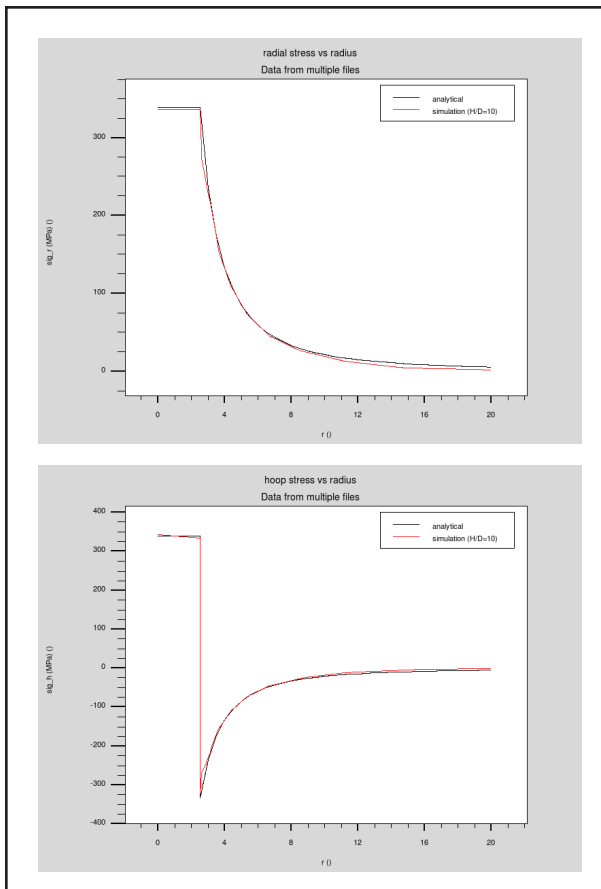 radial stress vs radius
Data from multiple files
analytical
simulation (H/D=10)
300
200
100
0
sig_r (MPa) ()
0 4 8 12 16 20
r ()
hoop stress vs radius
Data from multiple files
analytical
simulation (H/D=10)
400
300
200
100
0
-100
-200
-300
-400
sig_h (MPa) ()
0 4 8 12 16 20
r ()